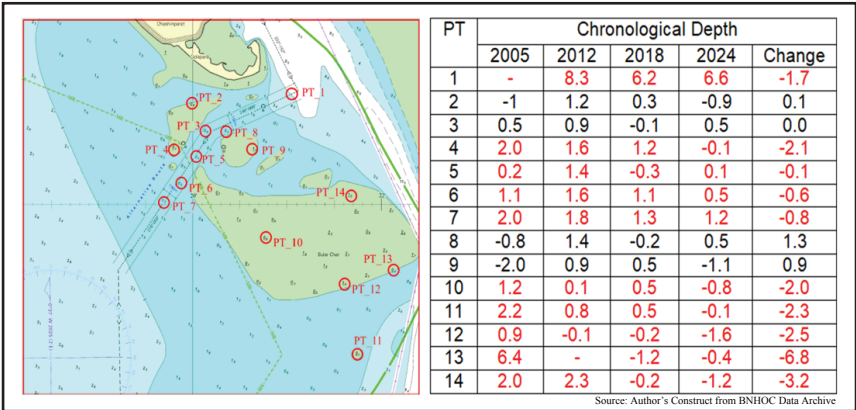 Char Imran
PT_1
PT_2
PT_3
PT_8
PT_4
PT_9
PT_5
PT_6
PT_14
PT_7
PT_10
Sular Char
PT_13
PT_12
PT_11
PT Chronological Depth
2005 2012 2018 2024 Change
1 - 8.3 6.2 6.6 -1.7
2 -1 1.2 0.3 -0.9 0.1
3 0.5 0.9 -0.1 0.5 0.0
4 2.0 1.6 1.2 -0.1 -2.1
5 0.2 1.4 -0.3 0.1 -0.1
6 1.1 1.6 1.1 0.5 -0.6
7 2.0 1.8 1.3 1.2 -0.8
8 -0.8 1.4 -0.2 0.5 1.3
9 -2.0 0.9 0.5 -1.1 0.9
10 1.2 0.1 0.5 -0.8 -2.0
11 2.2 0.8 0.5 -0.1 -2.3
12 0.9 -0.1 -0.2 -1.6 -2.5
13 6.4 - -1.2 -0.4 -6.8
14 2.0 2.3 -0.2 -1.2 -3.2
Source: Author's Construct from BNHOC Data Archive